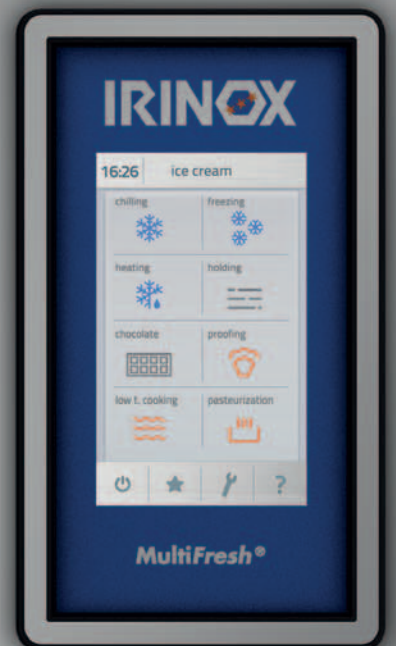 IRINOX
16:26 ice cream
chilling freezing
heating holding
chocolate proofing
low t. cooking pasteurization
?
MultiFresh®